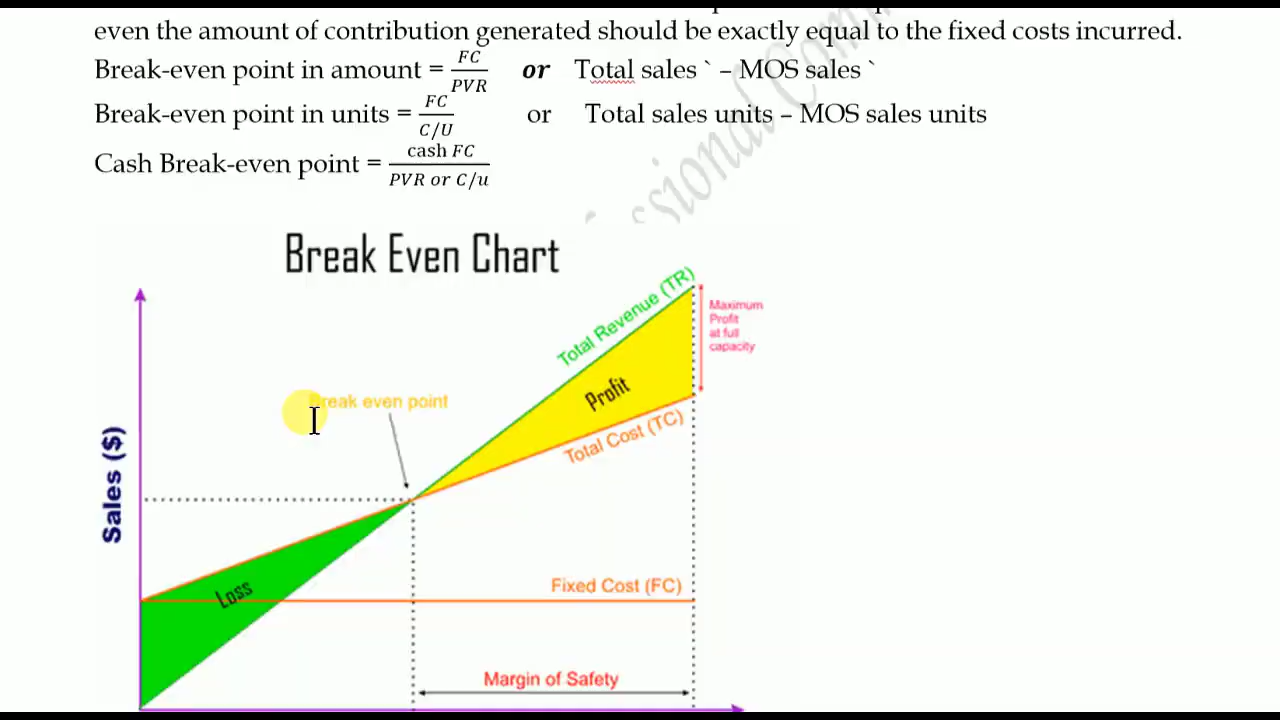 even the amount of contribution generated should be exactly equal to the fixed costs incurred.
Break-even point in amount = FC/PVR or Total sales ` – MOS sales `
Break-even point in units = FC/C/U or Total sales units – MOS sales units
Cash Break-even point = cash FC/PVR or C/u
Break Even Chart
Total Revenue (TR)
Maximum
Profit
at full
capacity
Profit
Break even point
Total Cost (TC)
Sales ($)
Loss
Fixed Cost (FC)
Margin of Safety